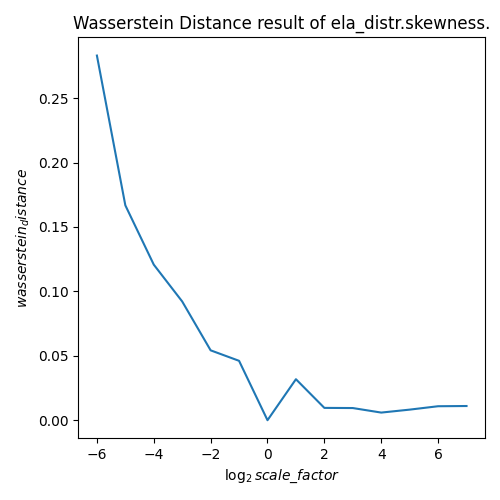 Wasserstein Distance result of ela_distr.skewness.
0.25
0.20
0.15
0.10
0.05
0.00
wasserstein_distance
−6 −4 −2 0 2 4 6
log₂ scale_factor